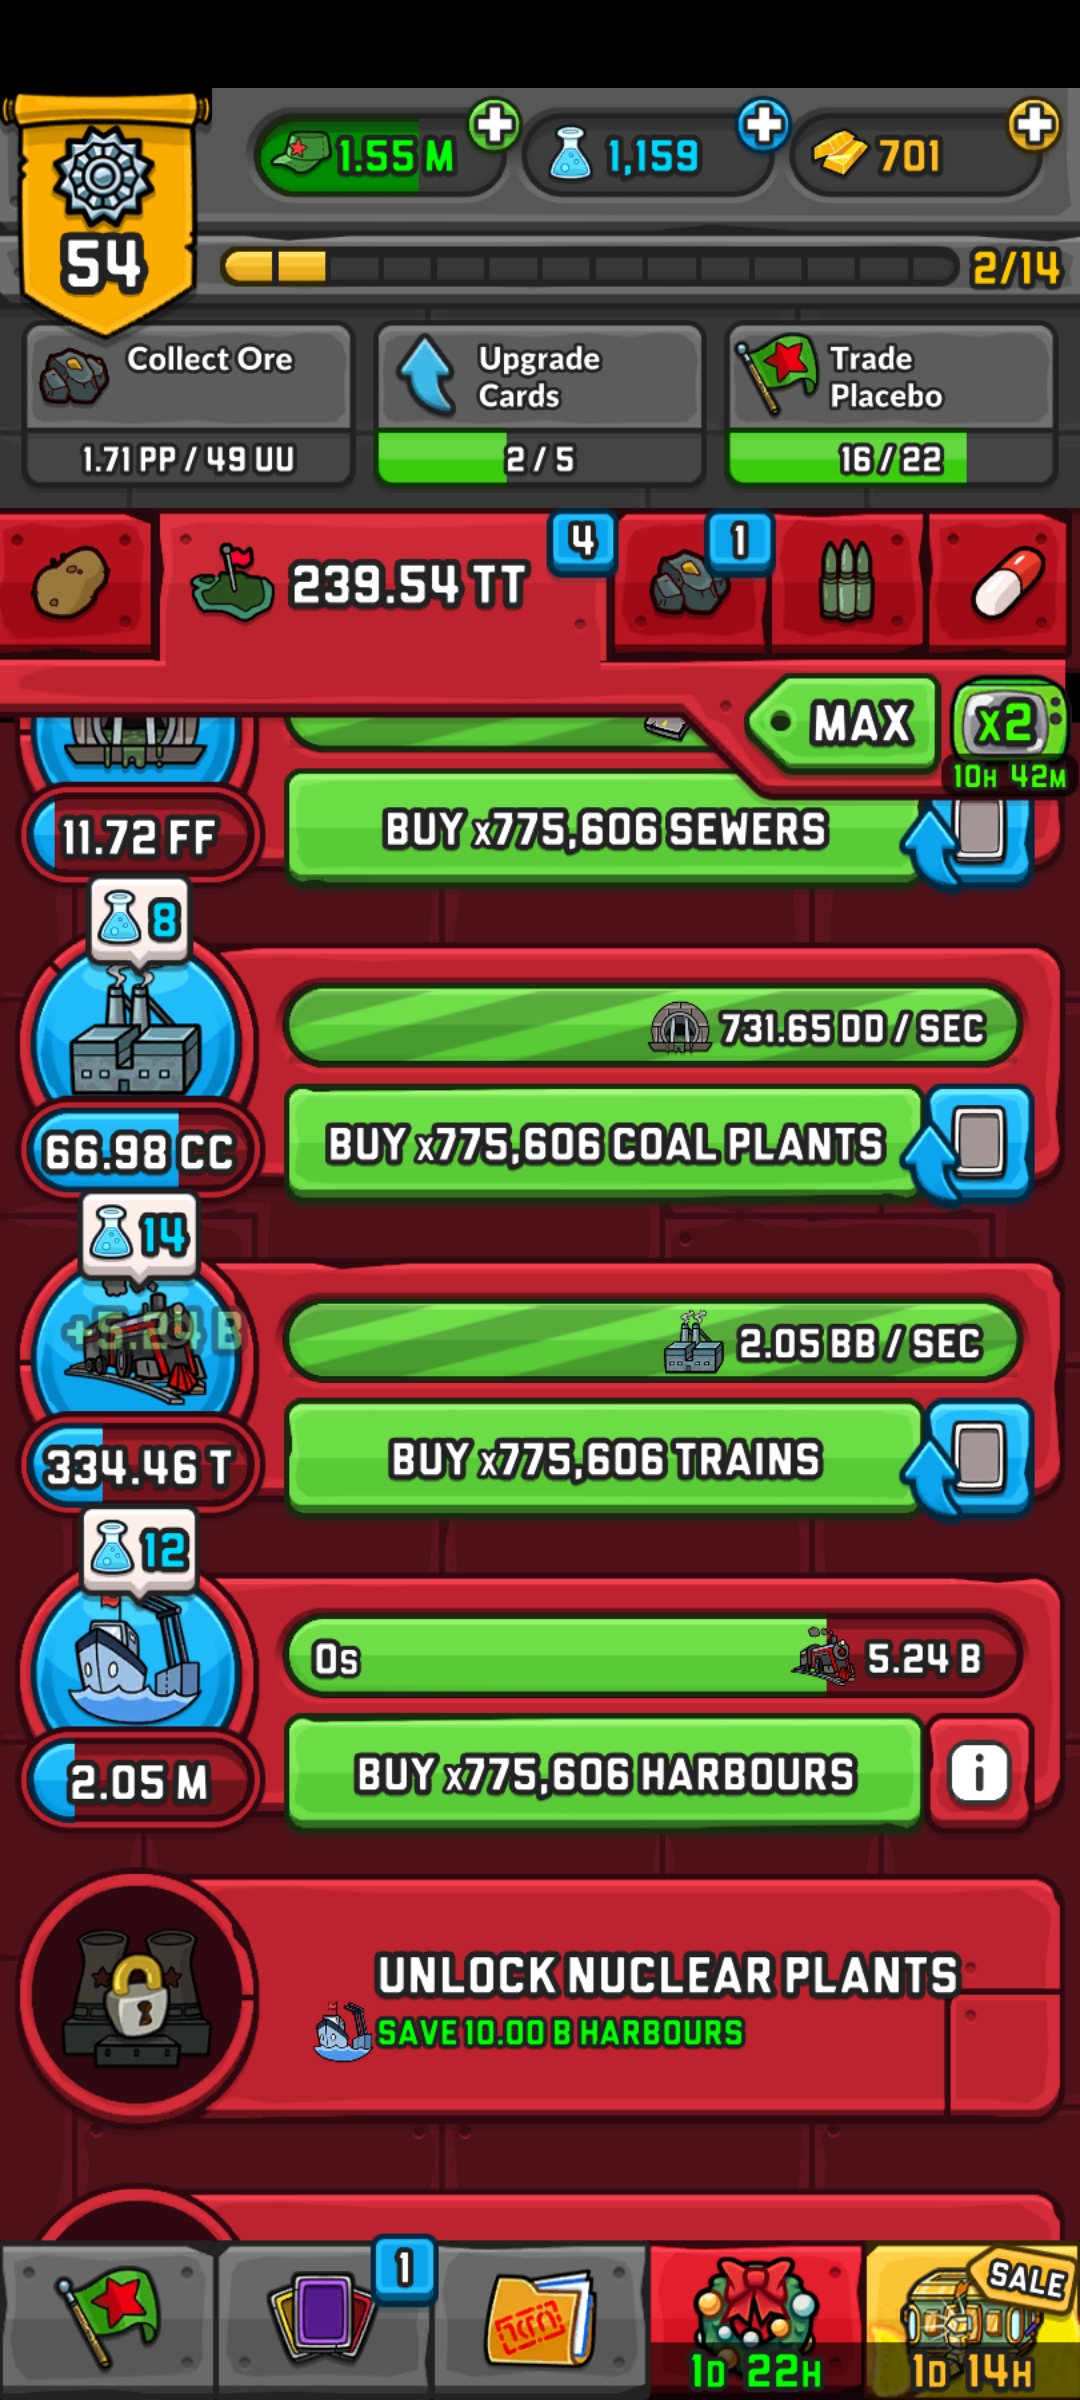 1.55 M
1,159
701
54
2/14
Collect Ore
1.71 PP / 49 UU
Upgrade
Cards
2 / 5
Trade
Placebo
16 / 22
239.54 TT
4
1
MAX
x2
10H 42M
11.72 FF
BUY x775,606 SEWERS
8
731.65 DD / SEC
66.98 CC
BUY x775,606 COAL PLANTS
14
+5.24 B
2.05 BB / SEC
334.46 T
BUY x775,606 TRAINS
12
0s
5.24 B
2.05 M
BUY x775,606 HARBOURS
i
UNLOCK NUCLEAR PLANTS
SAVE 10.00 B HARBOURS
1
SALE
1D 22H
1D 14H